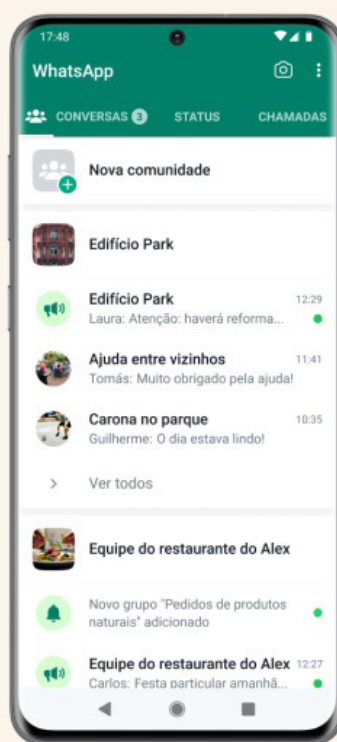 17:48
WhatsApp
CONVERSAS 3 STATUS CHAMADAS
Nova comunidade
Edifício Park
Edifício Park 12:29
Laura: Atenção: haverá reforma...
Ajuda entre vizinhos 11:41
Tomás: Muito obrigado pela ajuda!
Carona no parque 10:35
Guilherme: O dia estava lindo!
Ver todos
Equipe do restaurante do Alex
Novo grupo "Pedidos de produtos
naturais" adicionado
Equipe do restaurante do Alex 12:27
Carlos: Festa particular amanhã...